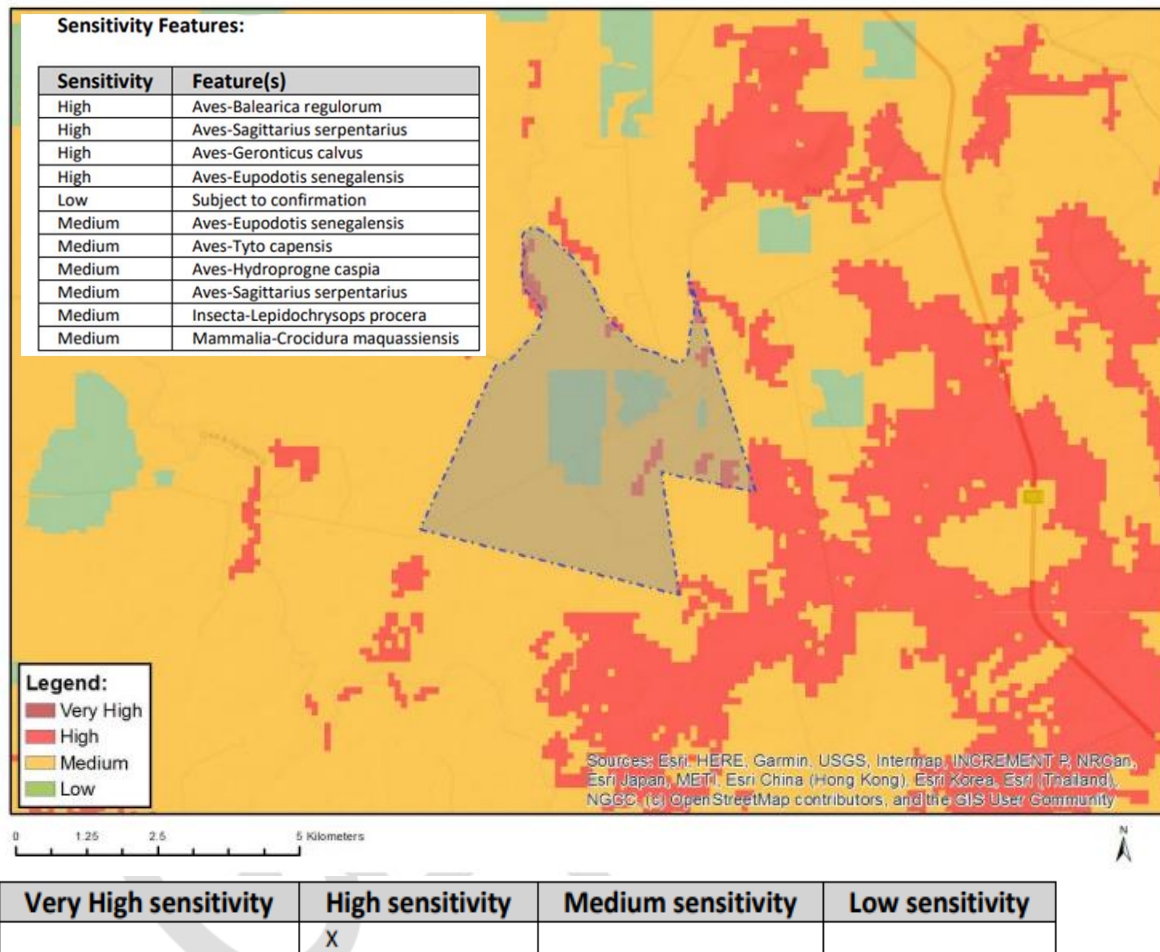 Sensitivity Features:
Sensitivity Feature(s)
High Aves-Balearica regulorum
High Aves-Sagittarius serpentarius
High Aves-Geronticus calvus
High Aves-Eupodotis senegalensis
Low Subject to confirmation
Medium Aves-Eupodotis senegalensis
Medium Aves-Tyto capensis
Medium Aves-Hydroprogne caspia
Medium Aves-Sagittarius serpentarius
Medium Insecta-Lepidochrysops procera
Medium Mammalia-Crocidura maquassiensis
Legend:
Very High
High
Medium
Low
Sources: Esri, HERE, Garmin, USGS, Intermap, INCREMENT P, NRCan,
Esri Japan, METI, Esri China (Hong Kong), Esri Korea, Esri (Thailand),
NGCC, (c) OpenStreetMap contributors, and the GIS User Community
0 1.25 2.5 5 Kilometers
N
Very High sensitivity High sensitivity Medium sensitivity Low sensitivity
X